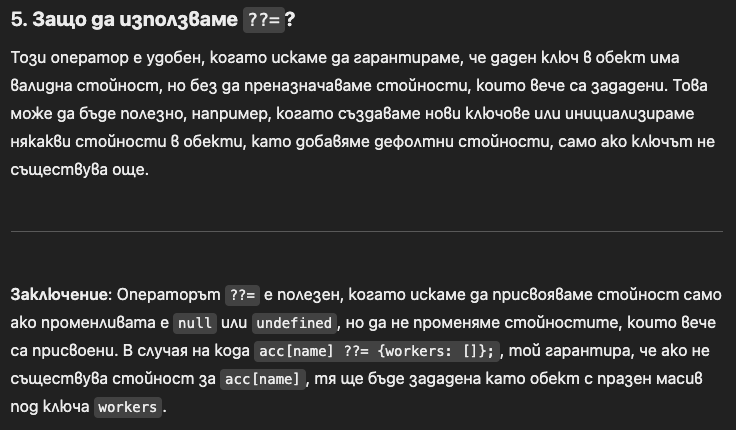 5. Защо да използваме ??=?
Този оператор е удобен, когато искаме да гарантираме, че даден ключ в обект има
валидна стойност, но без да преназначаваме стойности, които вече са зададени. Това
може да бъде полезно, например, когато създаваме нови ключове или инициализираме
някакви стойности в обекти, като добавяме дефолтни стойности, само ако ключът не
съществува още.
Заключение: Операторът ??= е полезен, когато искаме да присвояваме стойност само
ако променливата е null или undefined, но да не променяме стойностите, които вече
са присвоени. В случая на кода acc[name] ??= {workers: []};, той гарантира, че ако не
съществува стойност за acc[name], тя ще бъде зададена като обект с празен масив
под ключа workers.